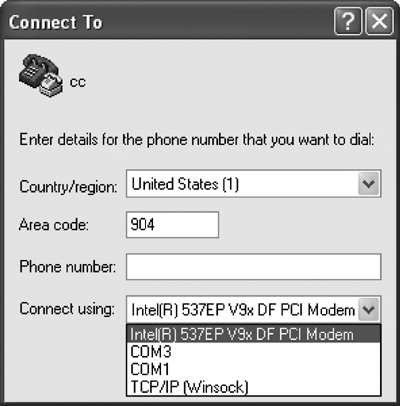 Connect To
cc
Enter details for the phone number that you want to dial:
Country/region: United States (1)
Area code: 904
Phone number:
Connect using: Intel(R) 537EP V9x DF PCI Modem
Intel(R) 537EP V9x DF PCI Modem
COM3
COM1
TCP/IP (Winsock)